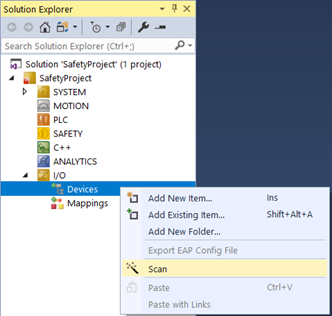 Solution Explorer
Search Solution Explorer (Ctrl+;)
Solution 'SafetyProject' (1 project)
SafetyProject
SYSTEM
MOTION
PLC
SAFETY
C++
ANALYTICS
I/O
Devices
Mappings
Add New Item... Ins
Add Existing Item... Shift+Alt+A
Add New Folder...
Export EAP Config File
Scan
Paste Ctrl+V
Paste with Links